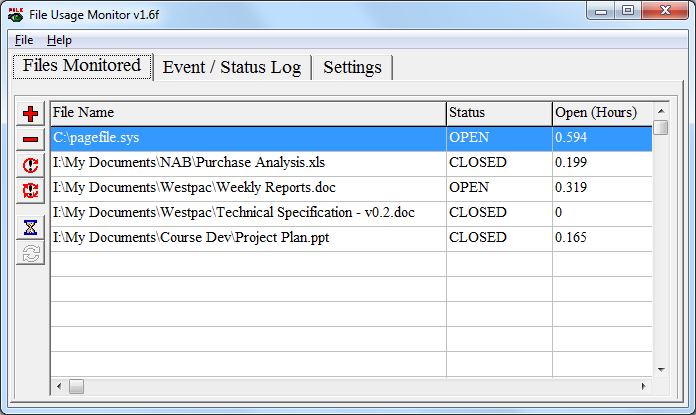 File Usage Monitor v1.6f
File Help
Files Monitored Event / Status Log Settings
File Name Status Open (Hours)
C:\pagefile.sys OPEN 0.594
I:\My Documents\NAB\Purchase Analysis.xls CLOSED 0.199
I:\My Documents\Westpac\Weekly Reports.doc OPEN 0.319
I:\My Documents\Westpac\Technical Specification - v0.2.doc CLOSED 0
I:\My Documents\Course Dev\Project Plan.ppt CLOSED 0.165